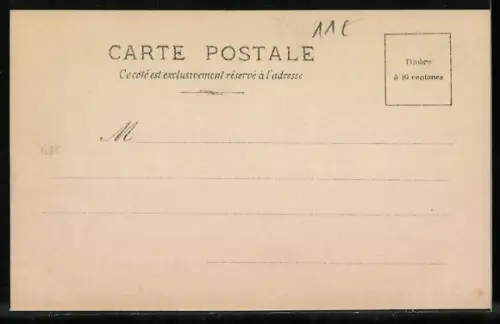 11C
CARTE POSTALE
Ce côté est exclusivement réservé à l'adresse
Timbre
à 10 centimes
M